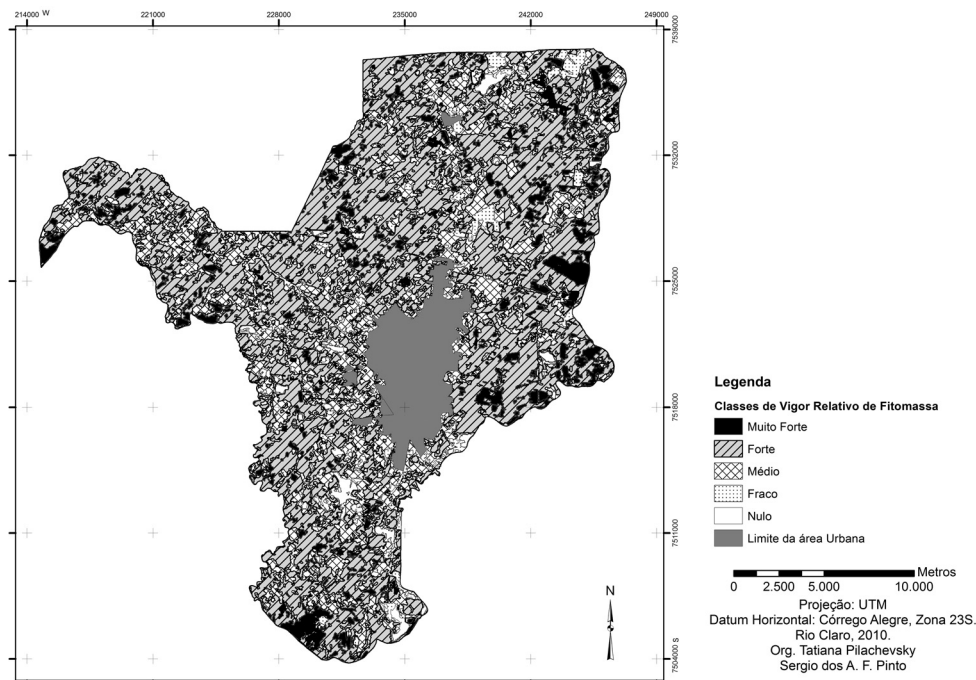 214000 W
221000
228000
235000
242000
249000
7539000
7532000
7525000
7518000
7511000
7504000 S
Legenda
Classes de Vigor Relativo de Fitomassa
Muito Forte
Forte
Médio
Fraco
Nulo
Limite da área Urbana
Metros
0 2.500 5.000 10.000
N
Projeção: UTM
Datum Horizontal: Córrego Alegre, Zona 23S.
Rio Claro, 2010.
Org. Tatiana Pilachevsky
Sergio dos A. F. Pinto